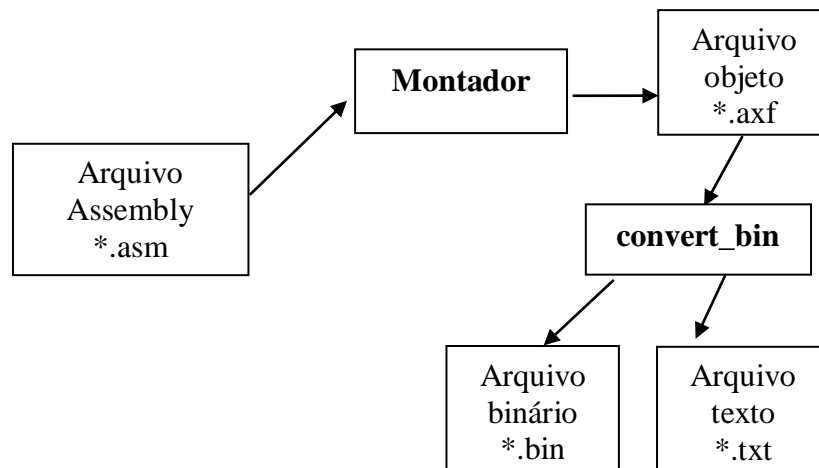 Arquivo
Assembly
*.asm
Montador
Arquivo
objeto
*.axf
convert_bin
Arquivo
binário
*.bin
Arquivo
texto
*.txt